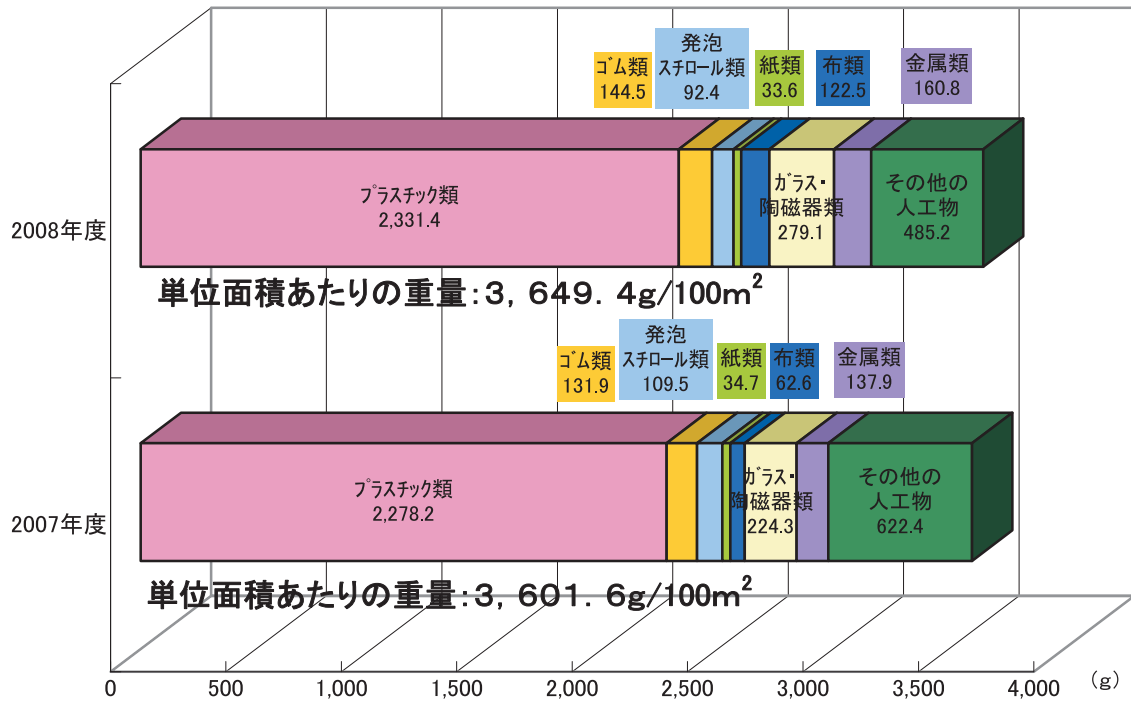 発泡
スチロール類
92.4
ゴム類
144.5
紙類
33.6
布類
122.5
金属類
160.8
2008年度
プラスチック類
2,331.4
ガラス・
陶磁器類
279.1
その他の
人工物
485.2
単位面積あたりの重量:3,649.4g/100m²
発泡
スチロール類
109.5
ゴム類
131.9
紙類
34.7
布類
62.6
金属類
137.9
2007年度
プラスチック類
2,278.2
ガラス・
陶磁器類
224.3
その他の
人工物
622.4
単位面積あたりの重量:3,601.6g/100m²
0 500 1,000 1,500 2,000 2,500 3,000 3,500 4,000 (g)